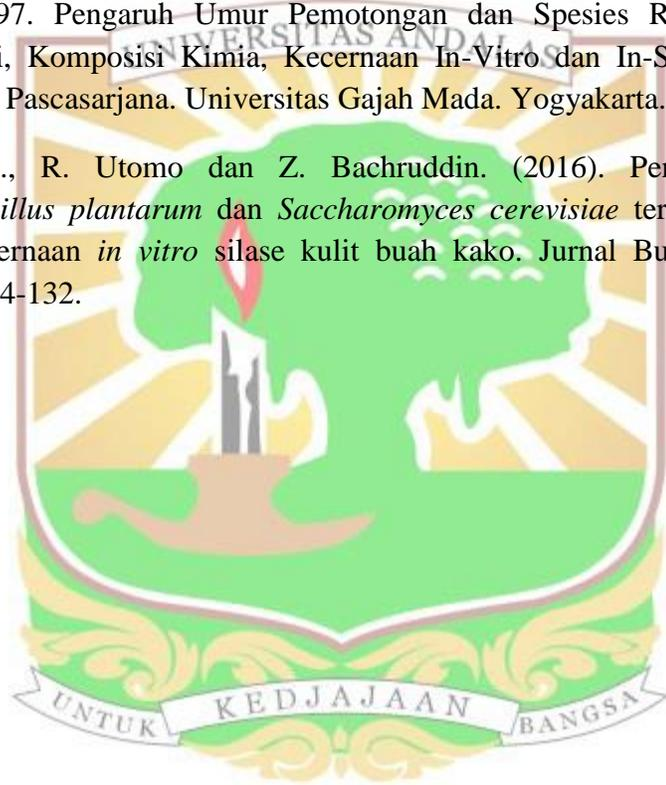 97. Pengaruh Umur Pemotongan dan Spesies R
UNIVERSITAS ANDALAS
i, Komposisi Kimia, Kecernaan In-Vitro dan In-S
Pascasarjana. Universitas Gajah Mada. Yogyakarta.
., R. Utomo dan Z. Bachruddin. (2016). Per
illus plantarum dan Saccharomyces cerevisiae ter
ernaan in vitro silase kulit buah kako. Jurnal Bu
4-132.
UNTUK KEDJAJAAN BANGSA